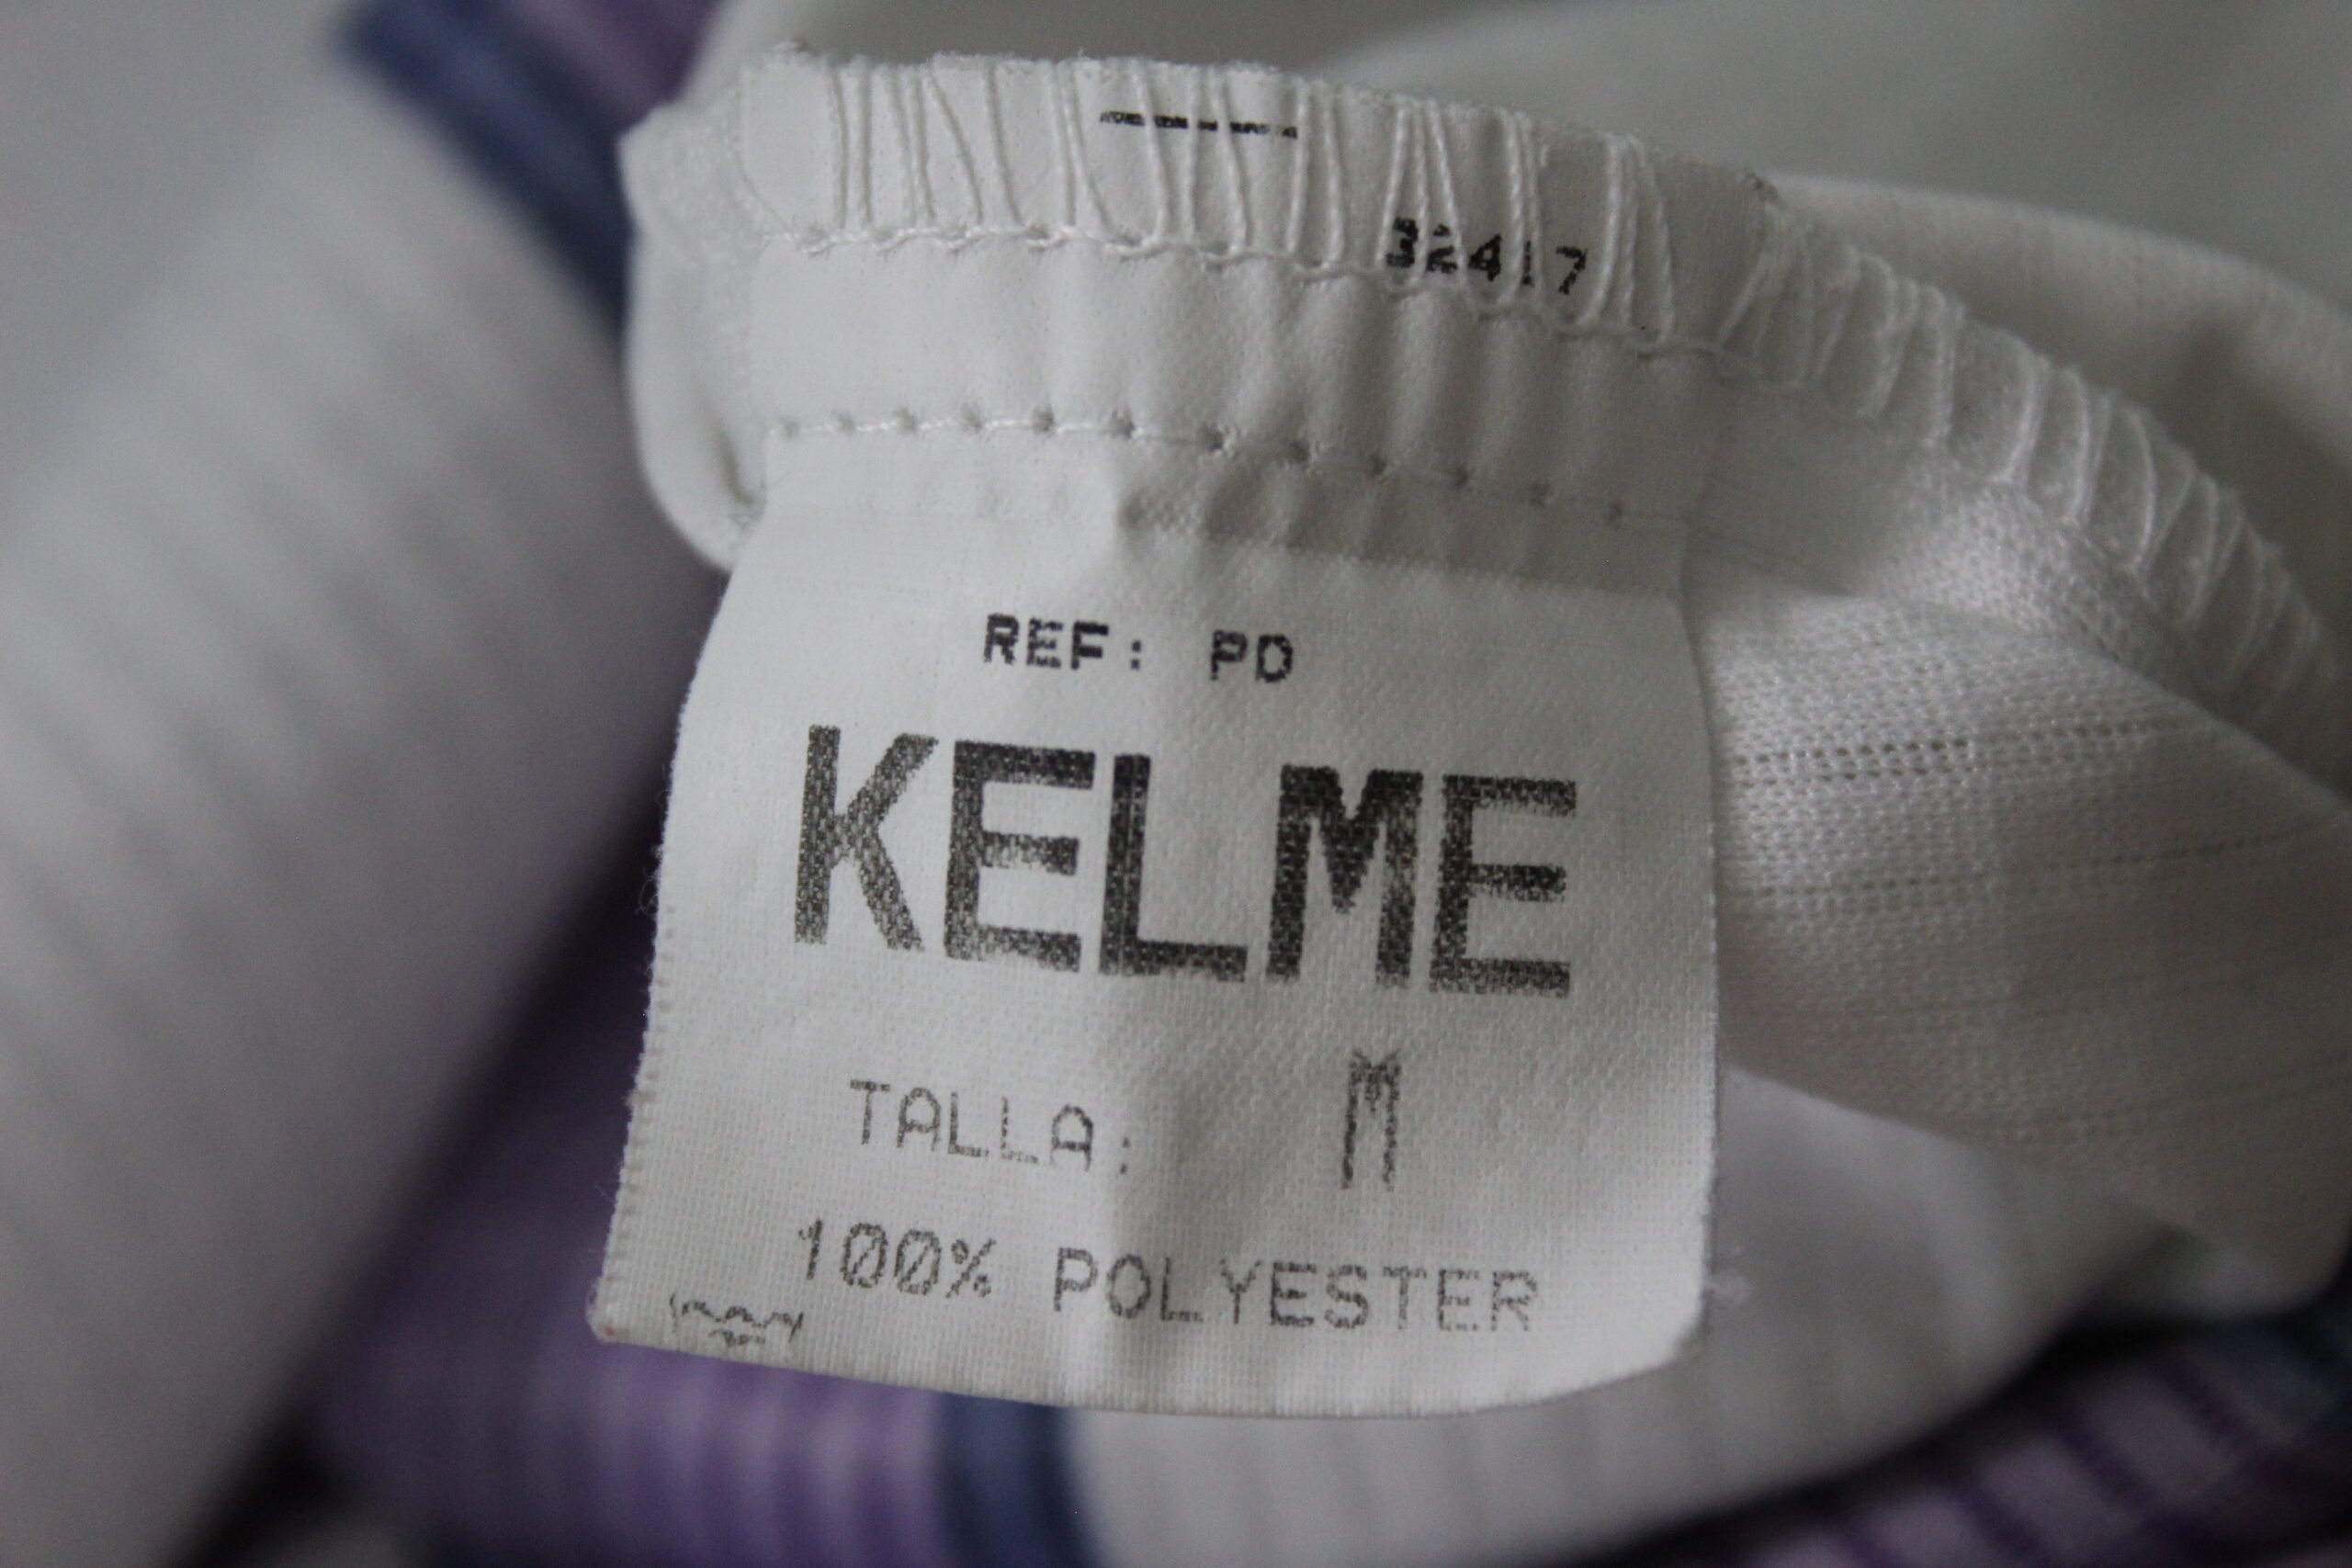 32417
REF: PD
KELME
TALLA: M
100% POLYESTER